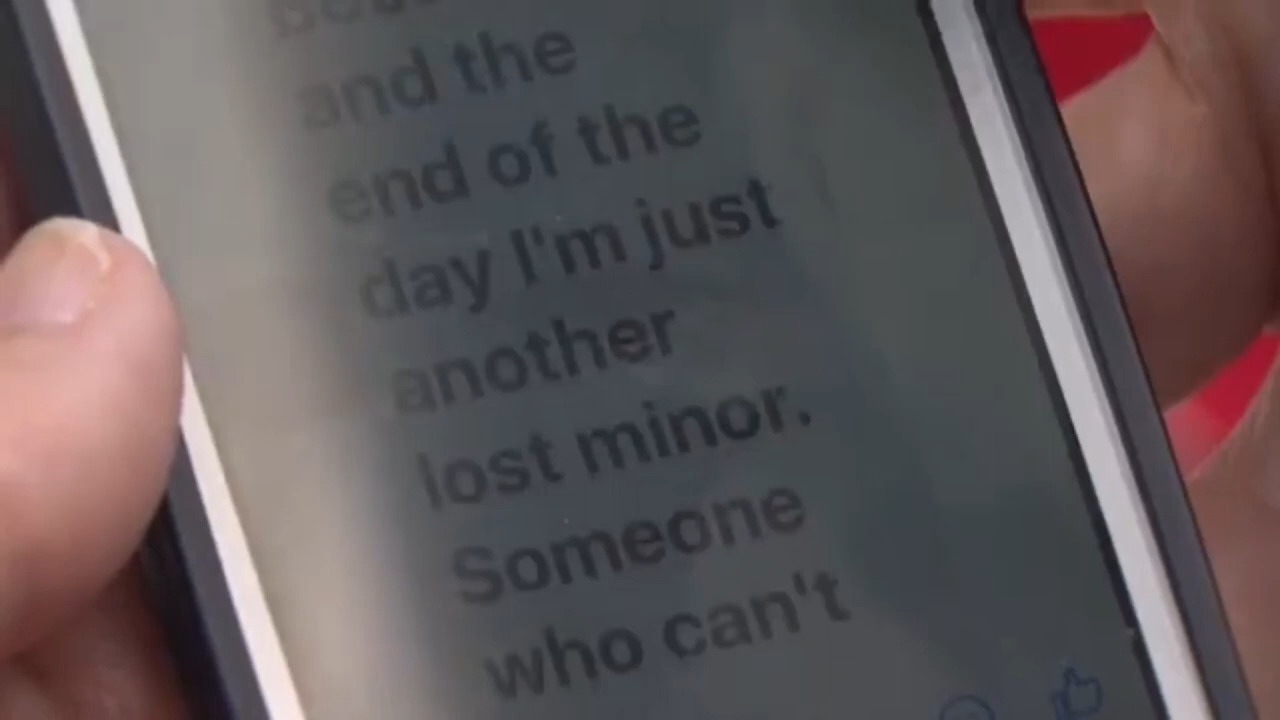 and the
end of the
day I'm just
another
lost minor.
Someone
who can't